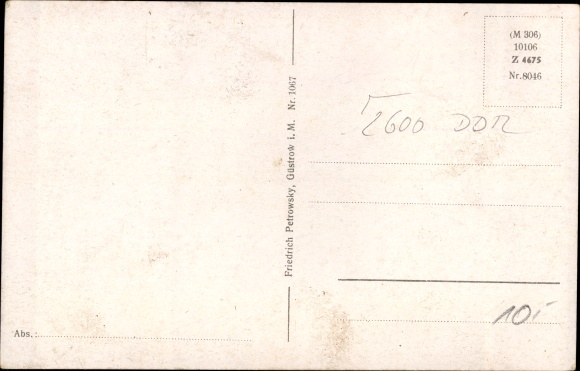 (M 306)
10106
Z 4675
Nr. 8046
2600 DDR
Friedrich Petrowsky, Güstrow i. M. Nr. 1067
10,-
Abs.: